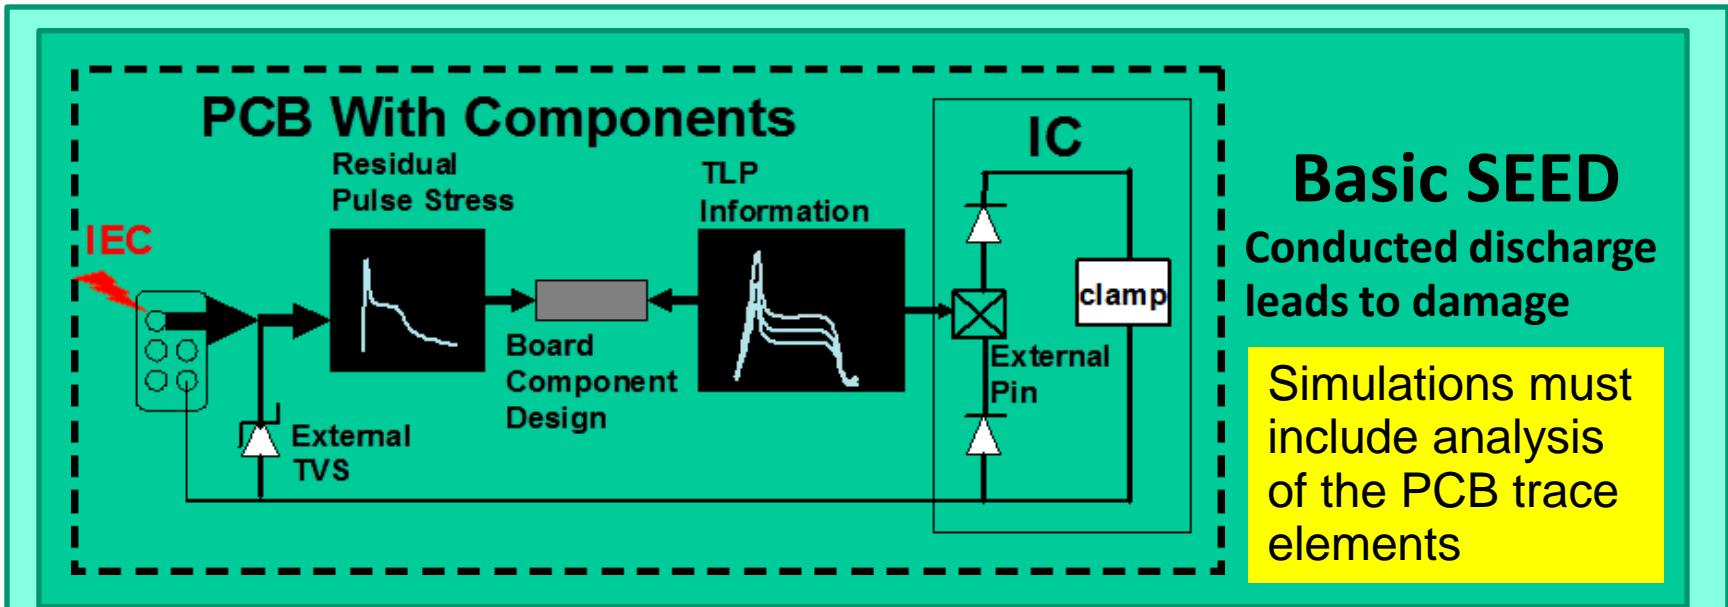 PCB With Components
Residual
Pulse Stress
TLP
Information
IC
IEC
clamp
Board
Component
Design
External
Pin
External
TVS
Basic SEED
Conducted discharge
leads to damage
Simulations must
include analysis
of the PCB trace
elements